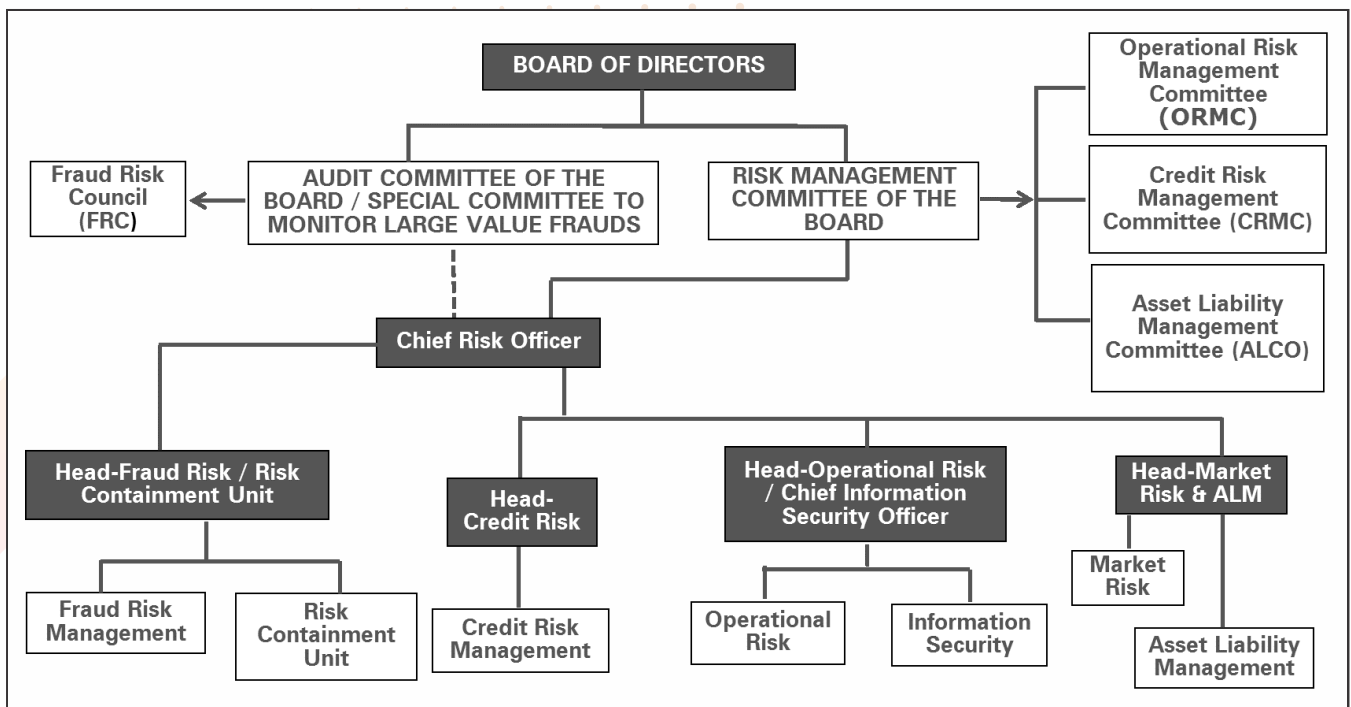 BOARD OF DIRECTORS
Operational Risk
Management
Committee
(ORMC)
Fraud Risk
Council
(FRC)
AUDIT COMMITTEE OF THE
BOARD / SPECIAL COMMITTEE TO
MONITOR LARGE VALUE FRAUDS
RISK MANAGEMENT
COMMITTEE OF THE
BOARD
Credit Risk
Management
Committee (CRMC)
Asset Liability
Management
Committee (ALCO)
Chief Risk Officer
Head-Fraud Risk / Risk
Containment Unit
Head-
Credit Risk
Head-Operational Risk
/ Chief Information
Security Officer
Head-Market
Risk & ALM
Fraud Risk
Management
Risk
Containment
Unit
Credit Risk
Management
Operational
Risk
Information
Security
Market
Risk
Asset Liability
Management